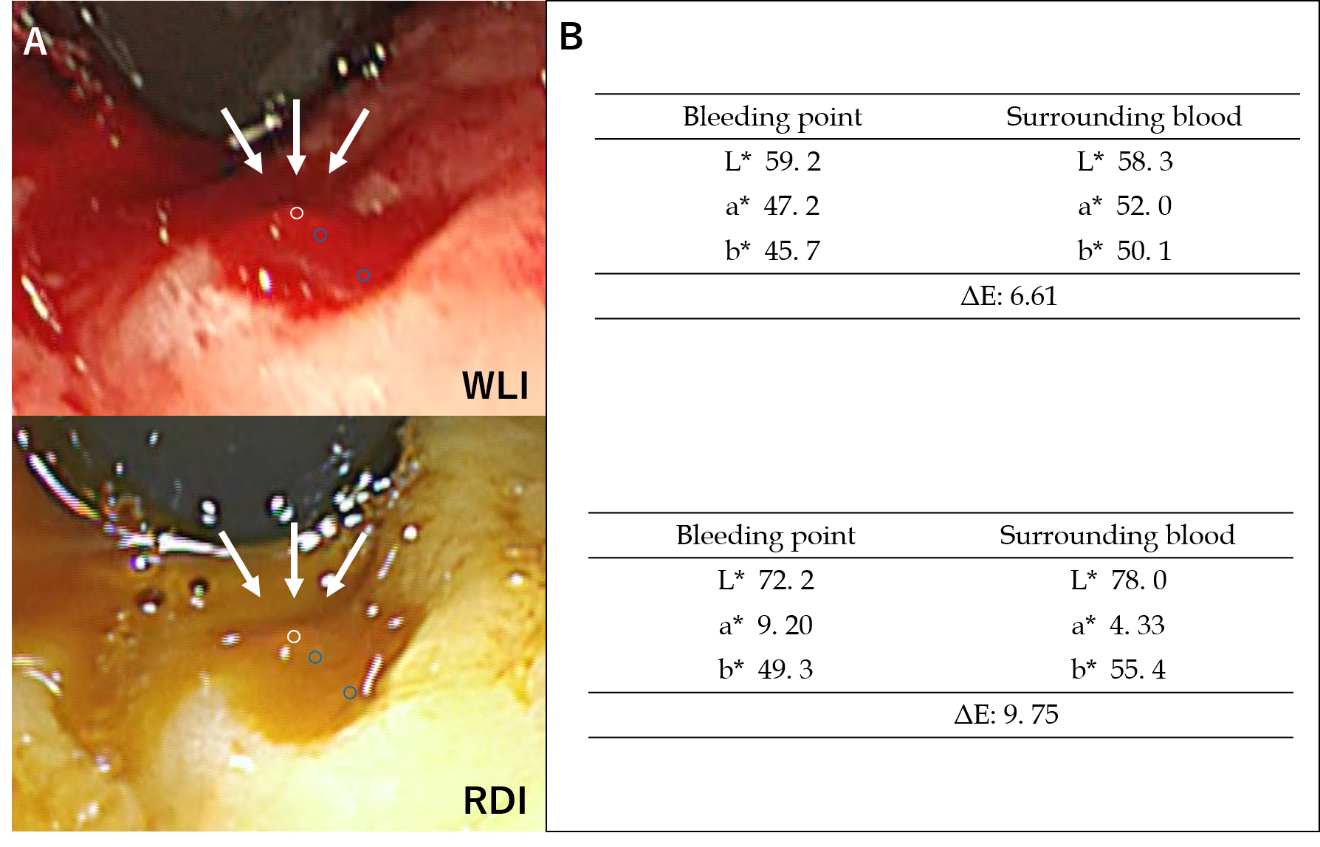 A
WLI
RDI
B
Bleeding point Surrounding blood
L* 59. 2 L* 58. 3
a* 47. 2 a* 52. 0
b* 45. 7 b* 50. 1
ΔE: 6.61
Bleeding point Surrounding blood
L* 72. 2 L* 78. 0
a* 9. 20 a* 4. 33
b* 49. 3 b* 55. 4
ΔE: 9. 75